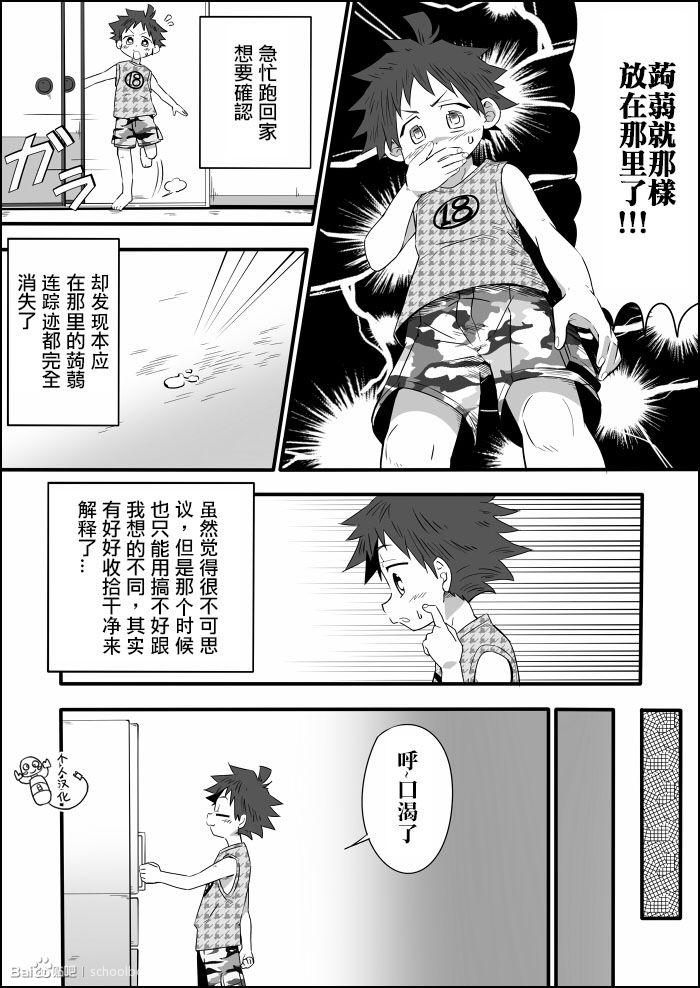 蒟蒻就那樣
放在那里了!!!
18
急忙跑回家
想要確認
18
ガラ
却发现本应
在那里的蒟蒻
连踪迹都完全
消失了
虽然觉得很不可思
议，但是那个时候
也只能用搞不好跟
我想的不同，其实
有好好收拾干净来
解释了…
呼~口渴了
个人汉化
Bai 贴吧 | schoolbo